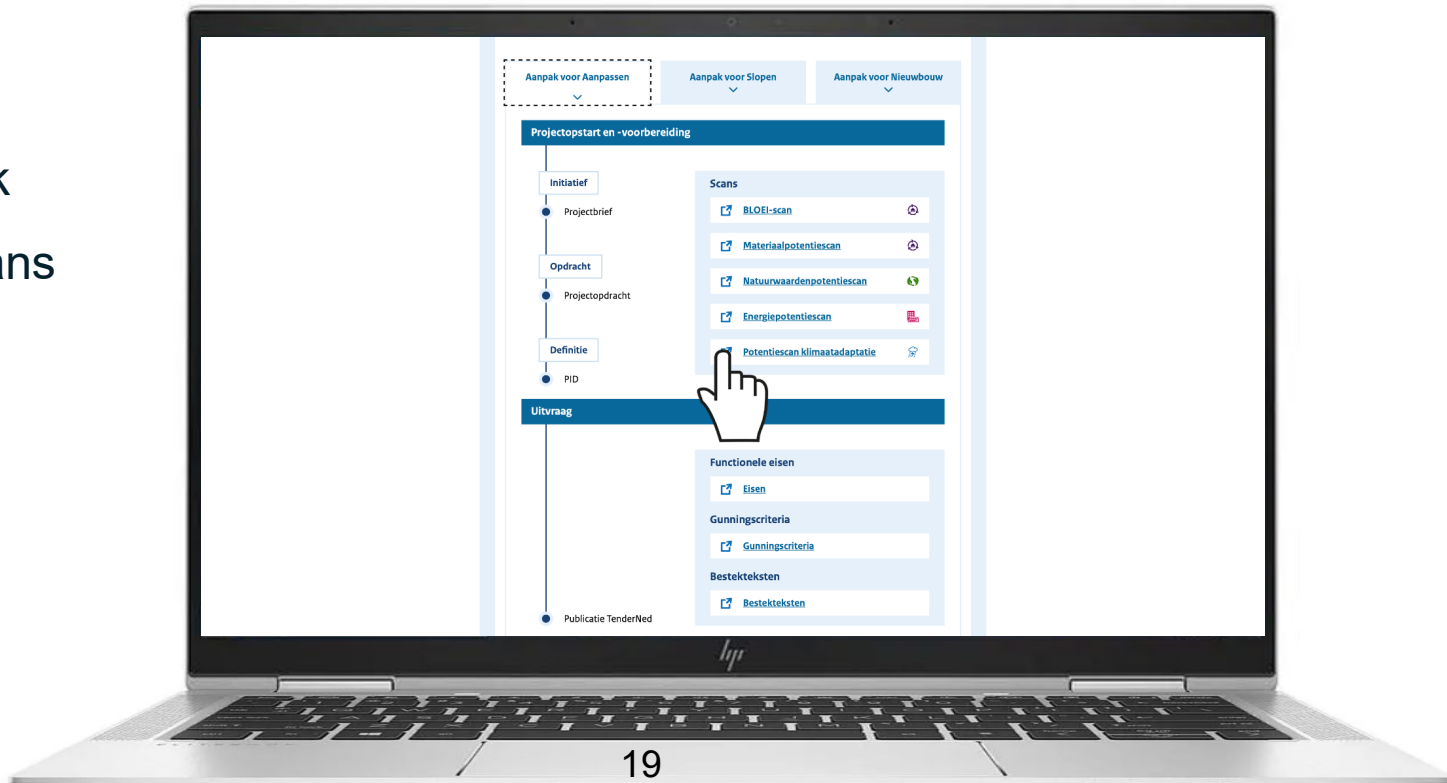 k
ans
Aanpak voor Aanpassen
Aanpak voor Slopen
Aanpak voor Nieuwbouw
Projectopstart en -voorbereiding
Initiatief
Projectbrief
Opdracht
Projectopdracht
Definitie
PID
Scans
BLOEI-scan
Materiaalpotentiescan
Natuurwaardenpotentiescan
Energiepotentiescan
Potentiescan klimaatadaptatie
Uitvraag
Functionele eisen
Eisen
Gunningscriteria
Gunningscriteria
Bestekteksten
Bestekteksten
Publicatie TenderNed
hp
19